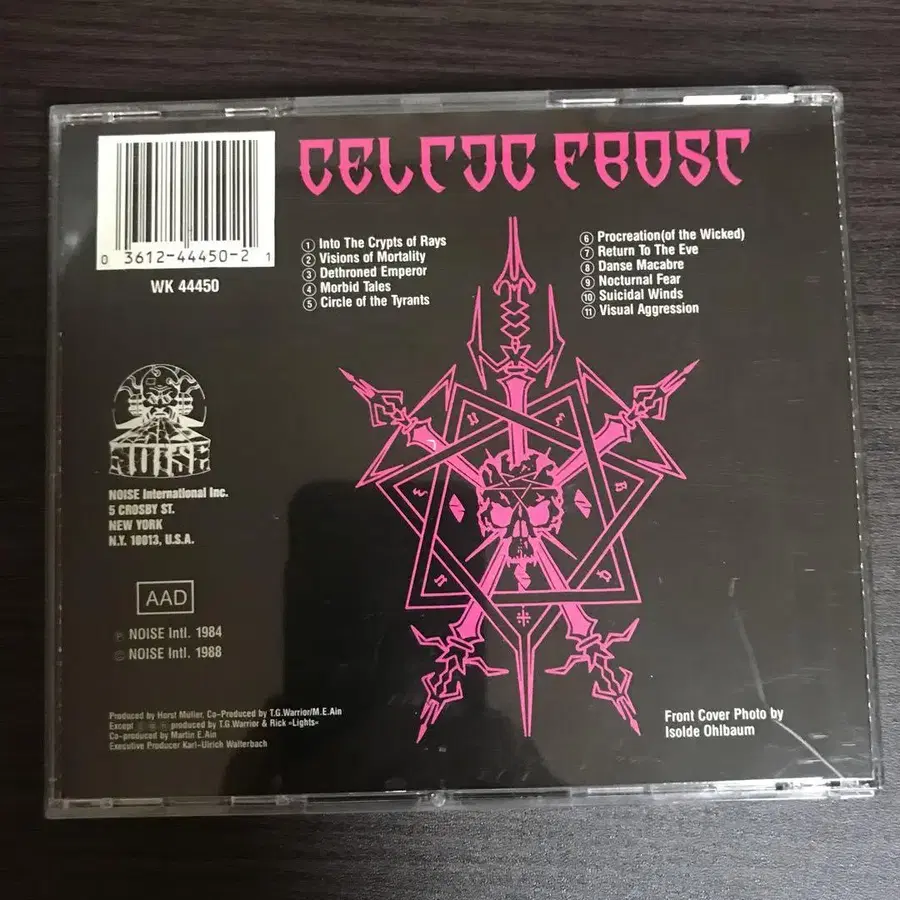 CELTIC FROST
0 3612-44450-2 1
WK 44450
① Into The Crypts of Rays
② Visions of Mortality
③ Dethroned Emperor
④ Morbid Tales
⑤ Circle of the Tyrants
⑥ Procreation(of the Wicked)
⑦ Return To The Eve
⑧ Danse Macabre
⑨ Nocturnal Fear
⑩ Suicidal Winds
⑪ Visual Aggression
NOISE
NOISE International Inc.
5 CROSBY ST.
NEW YORK
N.Y. 10013, U.S.A.
AAD
Ⓟ NOISE Intl. 1984
© NOISE Intl. 1988
Produced by Horst Müller, Co-Produced by T.G.Warrior/M.E.Ain
Except produced by T.G.Warrior & Rick »Lights«
Co-produced by Martin E.Ain
Executive Producer Karl-Ulrich Walterbach
Front Cover Photo by
Isolde Ohlbaum